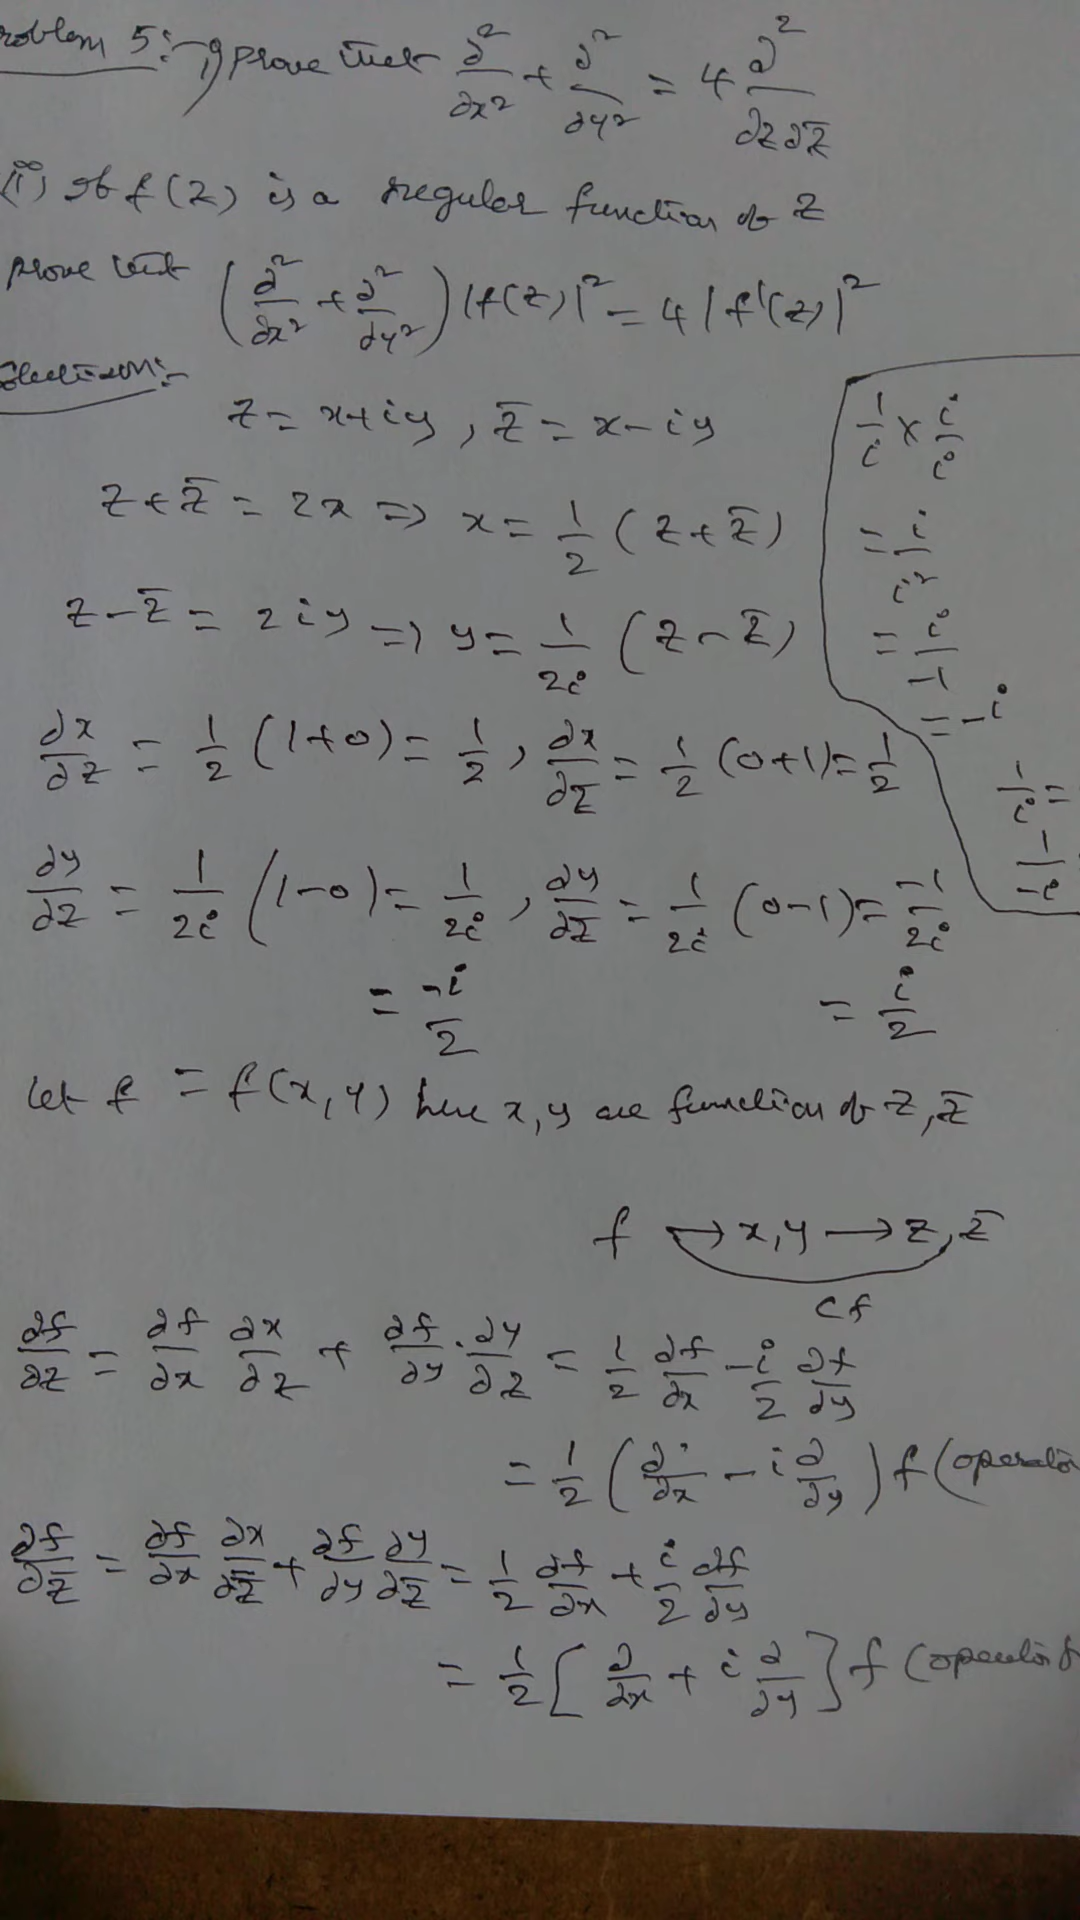 roblem 5:- i) prove that ∂²/∂x² + ∂²/∂y² = 4 ∂²/∂z∂z̄
(ii) If f(z) is a regular function of z
prove that (∂²/∂x² + ∂²/∂y²) |f(z)|² = 4 |f'(z)|²
Solution:-
z = x+iy, z̄ = x-iy
z+z̄ = 2x => x = 1/2 (z+z̄)
z-z̄ = 2iy => y = 1/2i (z-z̄)
1/i × i/i
= i/i²
= i/-1
= -i
1/i =
1/-i
∂x/∂z = 1/2 (1+0) = 1/2, ∂x/∂z̄ = 1/2 (0+1) = 1/2
∂y/∂z = 1/2i (1-0) = 1/2i, ∂y/∂z̄ = 1/2i (0-1) = -1/2i
= -i/2 = i/2
let f = f(x,y) here x,y are function of z,z̄
f → x,y → z,z̄
cf
∂f/∂z = ∂f/∂x ∂x/∂z + ∂f/∂y · ∂y/∂z = 1/2 ∂f/∂x -i/2 ∂f/∂y
= 1/2 (∂/∂x - i ∂/∂y) f (operato
∂f/∂z̄ = ∂f/∂x ∂x/∂z̄ + ∂f/∂y ∂y/∂z̄ = 1/2 ∂f/∂x + i/2 ∂f/∂y
= 1/2 [∂/∂x + i ∂/∂y] f (operator